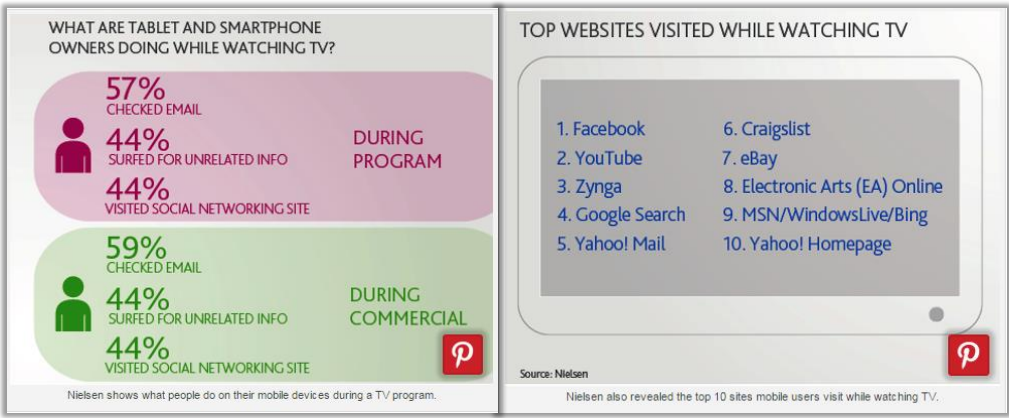 WHAT ARE TABLET AND SMARTPHONE
OWNERS DOING WHILE WATCHING TV?
57%
CHECKED EMAIL
44%
SURFED FOR UNRELATED INFO
44%
VISITED SOCIAL NETWORKING SITE
DURING
PROGRAM
59%
CHECKED EMAIL
44%
SURFED FOR UNRELATED INFO
44%
VISITED SOCIAL NETWORKING SITE
DURING
COMMERCIAL
Nielsen shows what people do on their mobile devices during a TV program.
TOP WEBSITES VISITED WHILE WATCHING TV
1. Facebook
2. YouTube
3. Zynga
4. Google Search
5. Yahoo! Mail
6. Craigslist
7. eBay
8. Electronic Arts (EA) Online
9. MSN/WindowsLive/Bing
10. Yahoo! Homepage
Source: Nielsen
Nielsen also revealed the top 10 sites mobile users visit while watching TV.